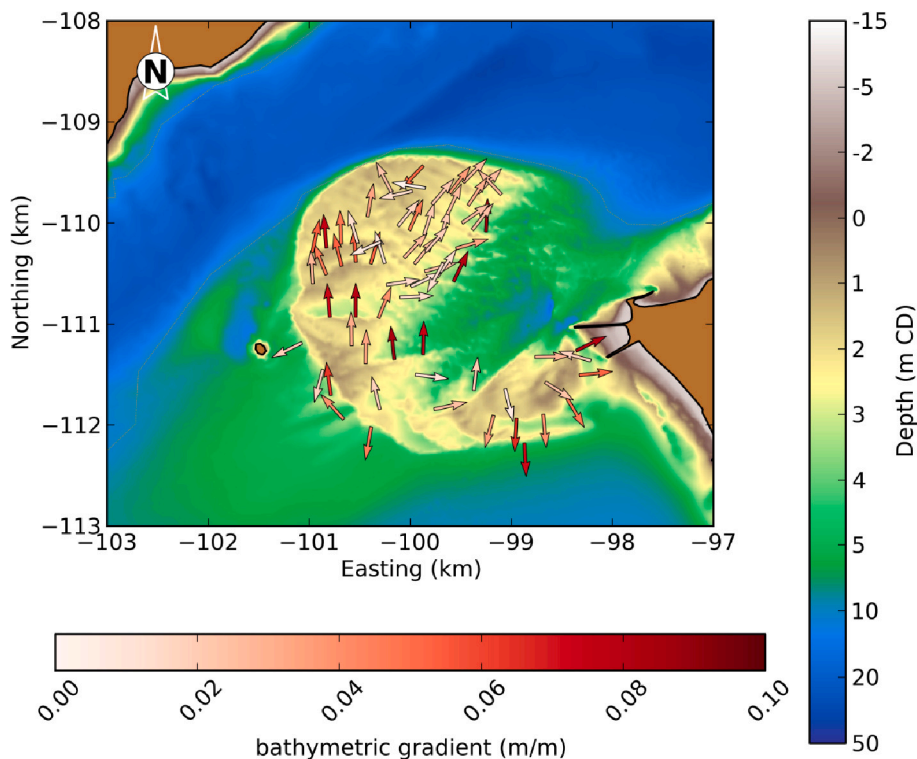 −108
−109
−110
−111
−112
−113
Northing (km)
N
−103 −102 −101 −100 −99 −98 −97
Easting (km)
-15
-5
-2
0
1
2
3
4
5
10
20
50
Depth (m CD)
0.00 0.02 0.04 0.06 0.08 0.10
bathymetric gradient (m/m)